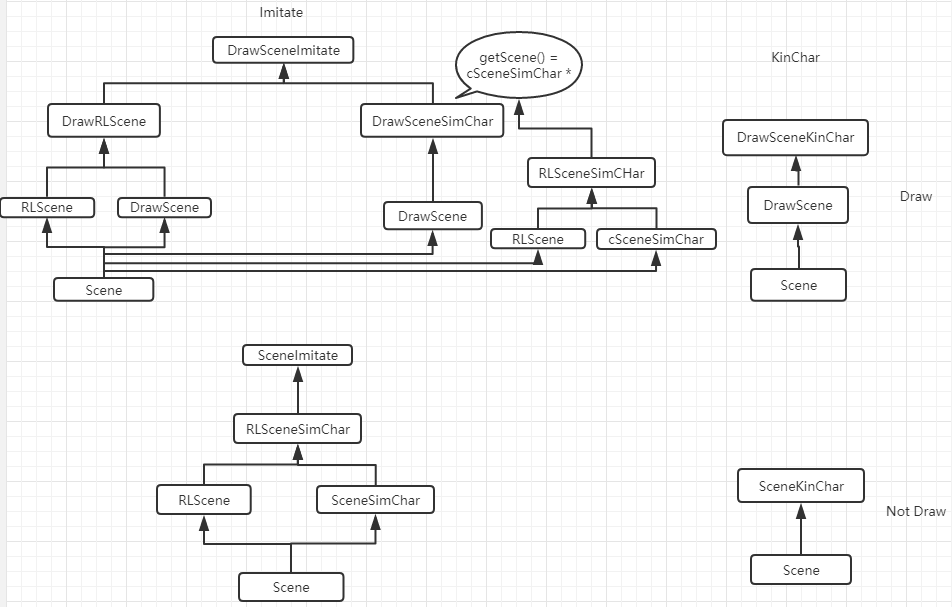 Imitate
DrawSceneImitate
getScene() =
cSceneSimChar *
KinChar
DrawRLScene
DrawSceneSimChar
DrawSceneKinChar
RLSceneSimCHar
Draw
RLScene
DrawScene
DrawScene
DrawScene
RLScene
cSceneSimChar
Scene
Scene
SceneImitate
RLSceneSimChar
RLScene
SceneSimChar
SceneKinChar
Not Draw
Scene
Scene